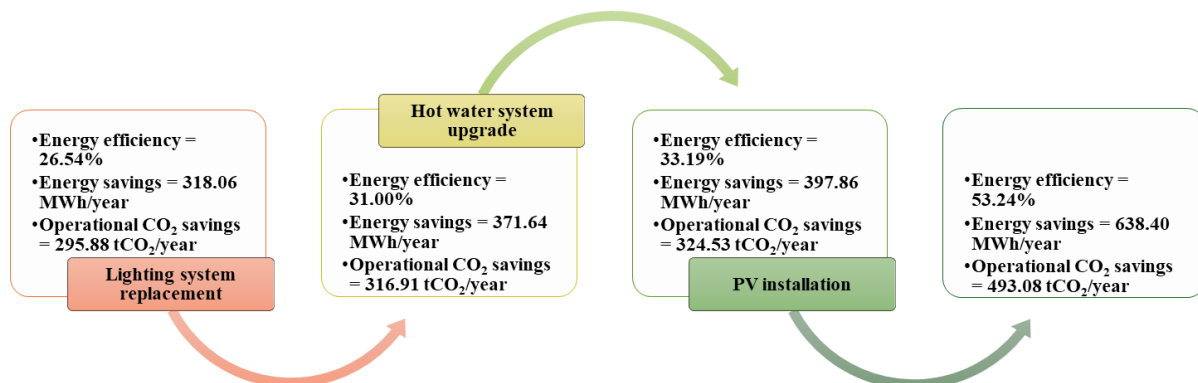 •Energy efficiency =
26.54%
•Energy savings = 318.06
MWh/year
•Operational CO₂ savings
= 295.88 tCO₂/year
Lighting system
replacement
Hot water system
upgrade
•Energy efficiency =
31.00%
•Energy savings = 371.64
MWh/year
•Operational CO₂ savings
= 316.91 tCO₂/year
•Energy efficiency =
33.19%
•Energy savings = 397.86
MWh/year
•Operational CO₂ savings
= 324.53 tCO₂/year
PV installation
•Energy efficiency =
53.24%
•Energy savings = 638.40
MWh/year
•Operational CO₂ savings
= 493.08 tCO₂/year